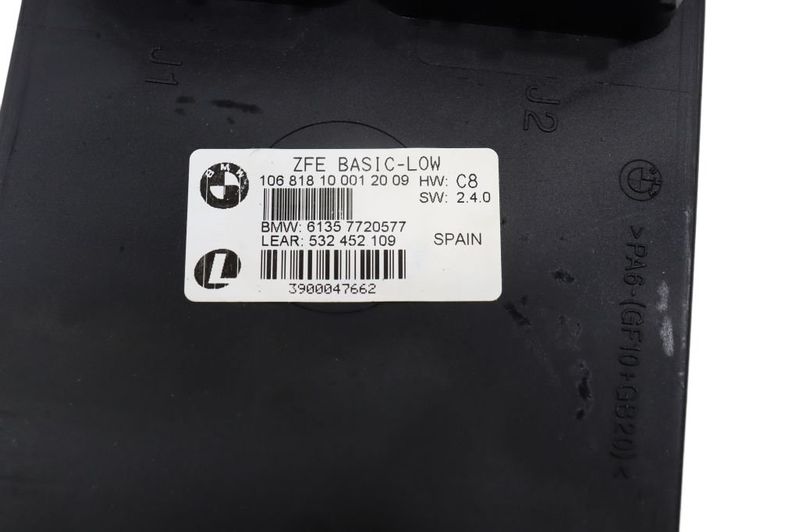 J1
J2
BMW
ZFE BASIC-LOW
106 818 10 001 20 09 HW: C8
SW: 2.4.0
BMW: 6135 7720577
LEAR: 532 452 109 SPAIN
L
3900047662
>PA6-(GF10+GB20)<